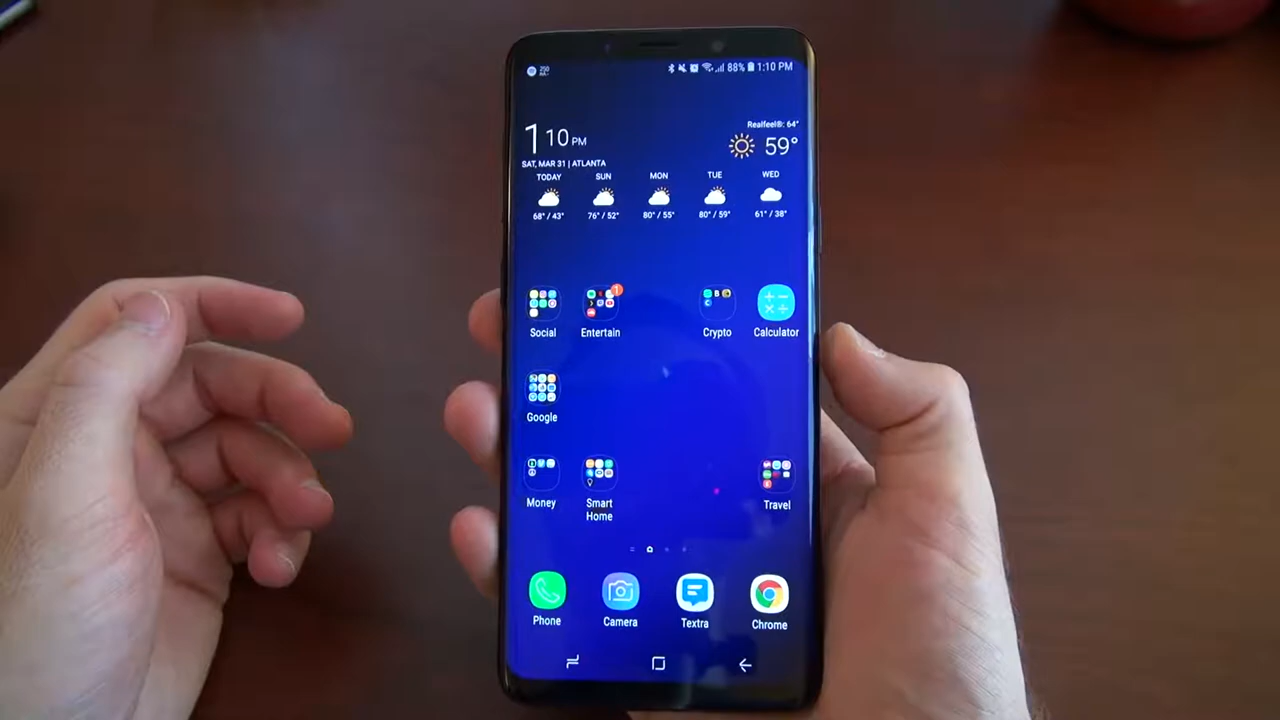 88% 1:10 PM
1 10 PM
Realfeel®: 64°
59°
SAT, MAR 31 | ATLANTA
TODAY SUN MON TUE WED
68° / 43° 76° / 52° 80° / 55° 80° / 59° 61° / 38°
Social Entertain Crypto Calculator
1
Google
Money Smart Home Travel
Phone Camera Textra Chrome